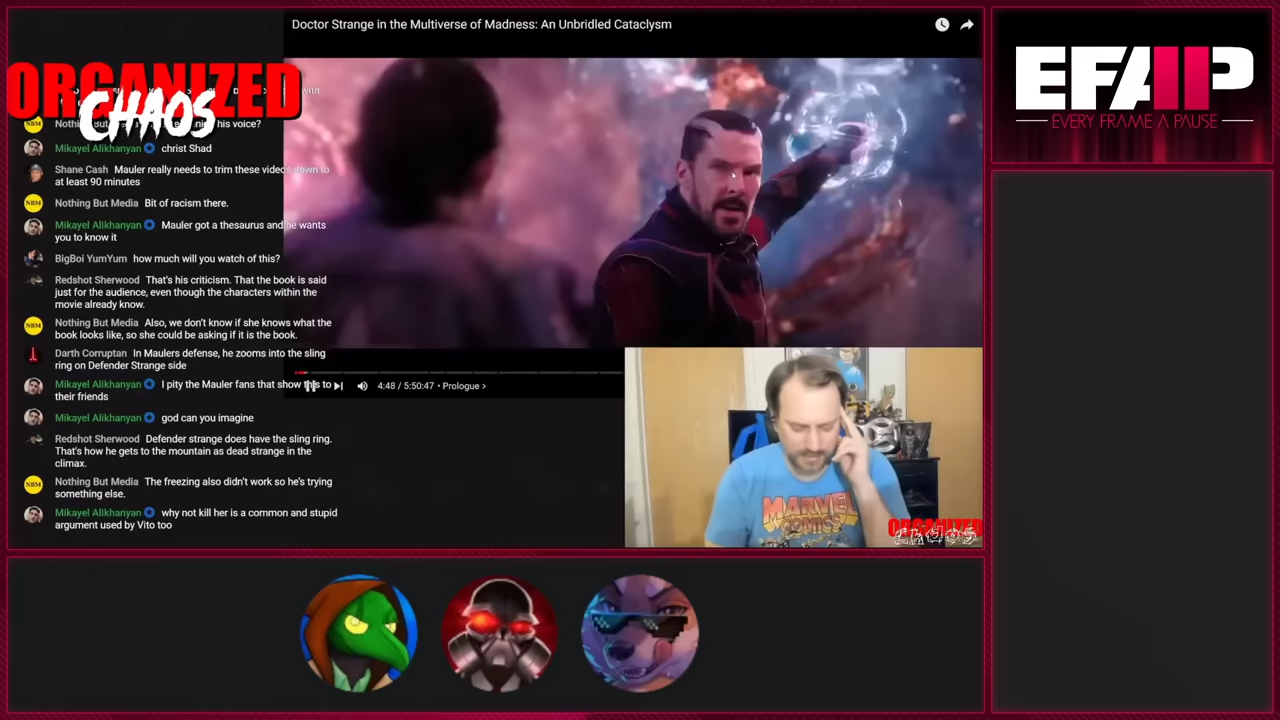 Doctor Strange in the Multiverse of Madness: An Unbridled Cataclysm
ORGANIZED
CHAOS
with
his voice?
Mikayel Alikhanyan christ Shad
Shane Cash Mauler really needs to trim these videos down to
at least 90 minutes
NBM Nothing But Media Bit of racism there.
Mikayel Alikhanyan Mauler got a thesaurus and he wants
you to know it
BigBoi YumYum how much will you watch of this?
Redshot Sherwood That's his criticism. That the book is said
just for the audience, even though the characters within the
movie already know.
NBM Nothing But Media Also, we don't know if she knows what the
book looks like, so she could be asking if it is the book.
Darth Corruptan In Maulers defense, he zooms into the sling
ring on Defender Strange side
Mikayel Alikhanyan I pity the Mauler fans that show this to
their friends
Mikayel Alikhanyan god can you imagine
Redshot Sherwood Defender strange does have the sling ring.
That's how he gets to the mountain as dead strange in the
climax.
NBM Nothing But Media The freezing also didn't work so he's trying
something else.
Mikayel Alikhanyan why not kill her is a common and stupid
argument used by Vito too
4:48 / 5:50:47 • Prologue ›
MARVEL
COMICS
ORGANIZED
CHAOS
EFAP
EVERY FRAME A PAUSE